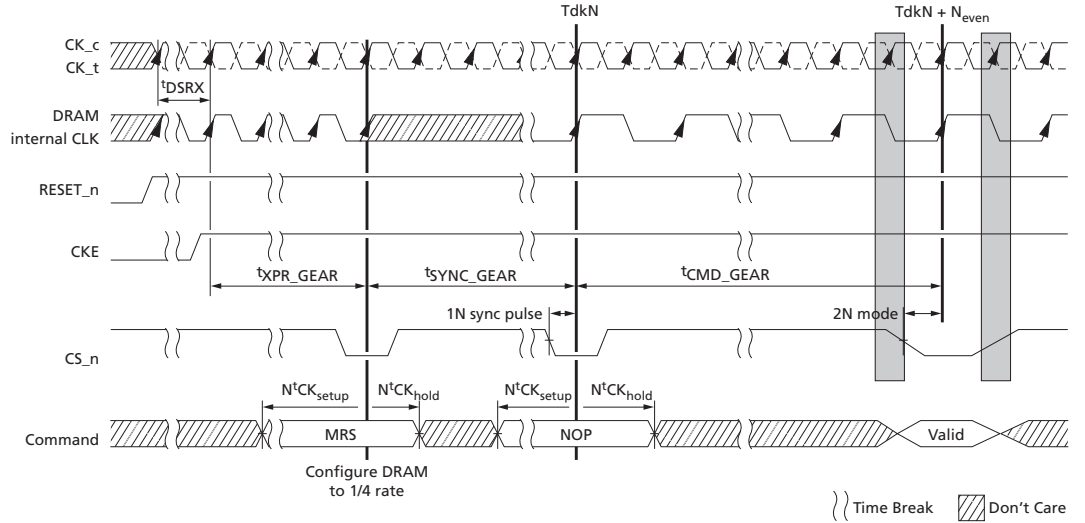 TdkN
TdkN + Neven
CK_c
CK_t
tDSRX
DRAM
internal CLK
RESET_n
CKE
tXPR_GEAR
tSYNC_GEAR
tCMD_GEAR
1N sync pulse
2N mode
CS_n
NtCKsetup
NtCKhold
NtCKsetup
NtCKhold
Command
MRS
NOP
Valid
Configure DRAM
to 1/4 rate
Time Break
Don't Care